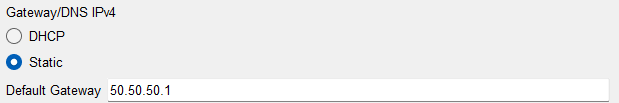 Gateway/DNS IPv4
DHCP
Static
Default Gateway 50.50.50.1